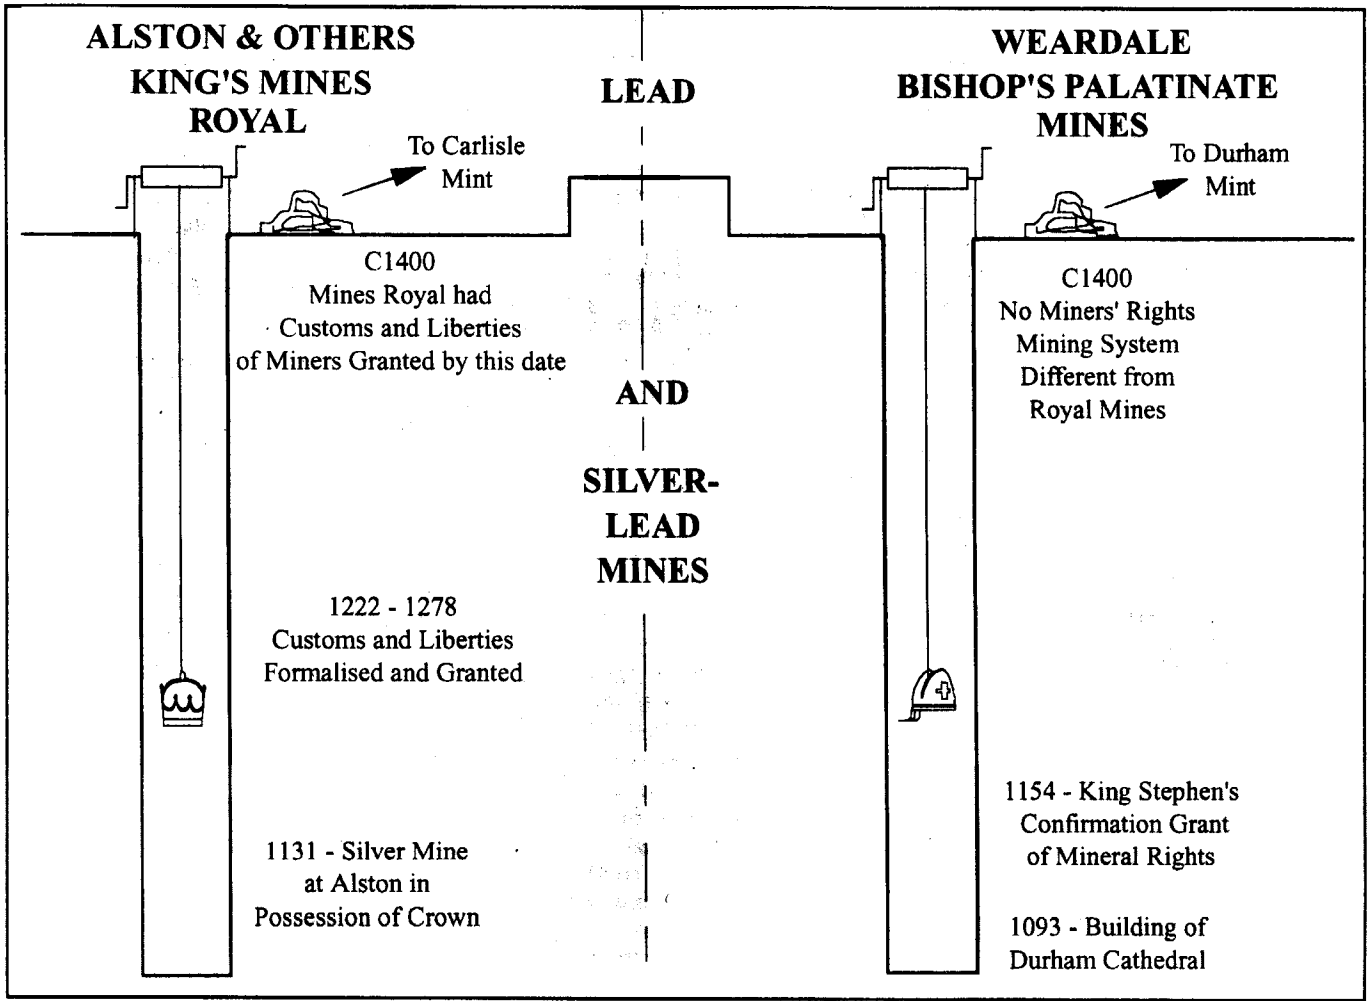 ALSTON & OTHERS
KING'S MINES
ROYAL
To Carlisle
Mint
C1400
Mines Royal had
Customs and Liberties
of Miners Granted by this date
1222 - 1278
Customs and Liberties
Formalised and Granted
1131 - Silver Mine
at Alston in
Possession of Crown
LEAD
AND
SILVER-
LEAD
MINES
WEARDALE
BISHOP'S PALATINATE
MINES
To Durham
Mint
C1400
No Miners' Rights
Mining System
Different from
Royal Mines
1154 - King Stephen's
Confirmation Grant
of Mineral Rights
1093 - Building of
Durham Cathedral